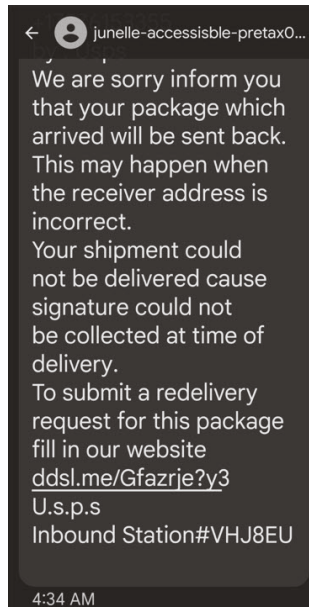 junelle-accessisble-pretax0...
We are sorry inform you
that your package which
arrived will be sent back.
This may happen when
the receiver address is
incorrect.
Your shipment could
not be delivered cause
signature could not
be collected at time of
delivery.
To submit a redelivery
request for this package
fill in our website
ddsl.me/Gfazrje?y3
U.s.p.s
Inbound Station#VHJ8EU
4:34 AM